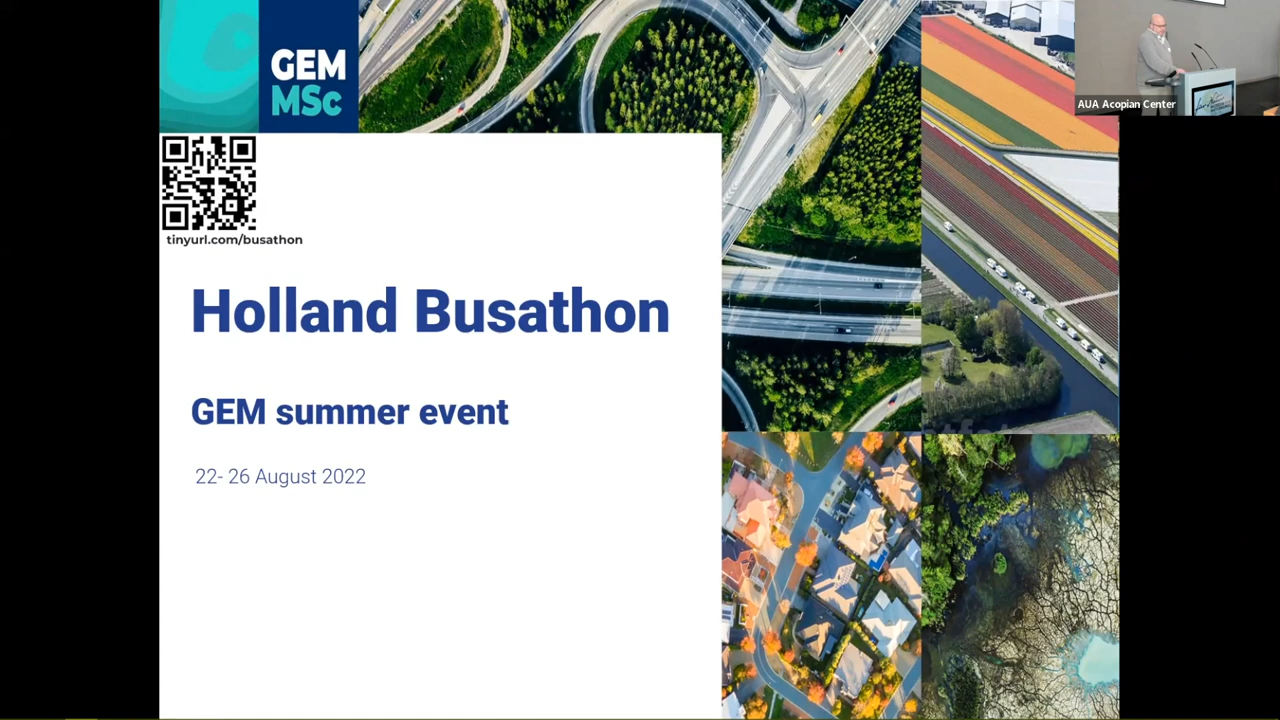 GEM
MSc
tinyurl.com/busathon
Holland Busathon
GEM summer event
22- 26 August 2022
AUA Acopian Center